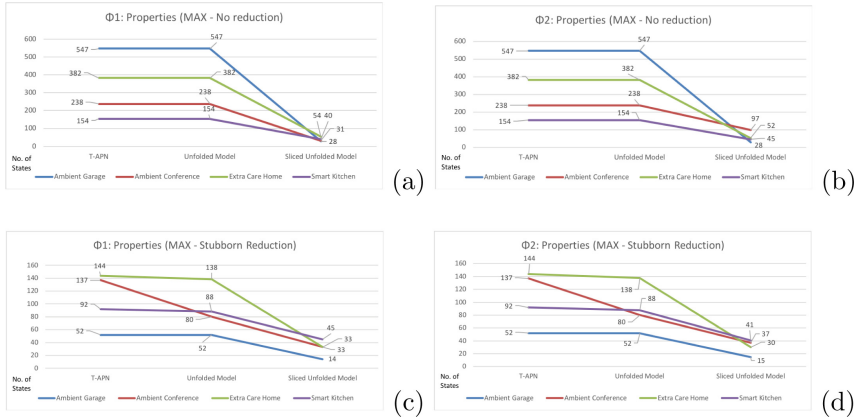 Φ1: Properties (MAX - No reduction)
600
500
400
300
200
100
0
547
547
382
382
238
238
154
154
54
40
31
28
T-APN
Unfolded Model
Sliced Unfolded Model
No. of
States
Ambient Garage
Ambient Conference
Extra Care Home
Smart Kitchen
(a)
Φ2: Properties (MAX - No reduction)
600
500
400
300
200
100
0
547
547
382
382
238
238
154
154
97
52
45
28
T-APN
Unfolded Model
Sliced Unfolded Model
No. of
States
Ambient Garage
Ambient Conference
Extra Care Home
Smart Kitchen
(b)
Φ1: Properties (MAX - Stubborn Reduction)
160
140
120
100
80
60
40
20
0
144
137
92
52
138
88
80
52
45
33
33
14
T-APN
Unfolded Model
Sliced Unfolded Model
No. of
States
Ambient Garage
Ambient Conference
Extra Care Home
Smart Kitchen
(c)
Φ2: Properties (MAX - Stubborn Reduction)
160
140
120
100
80
60
40
20
0
144
137
92
52
138
88
80
52
41
37
30
15
T-APN
Unfolded Model
Sliced Unfolded Model
No. of
States
Ambient Garage
Ambient Conference
Extra Care Home
Smart Kitchen
(d)